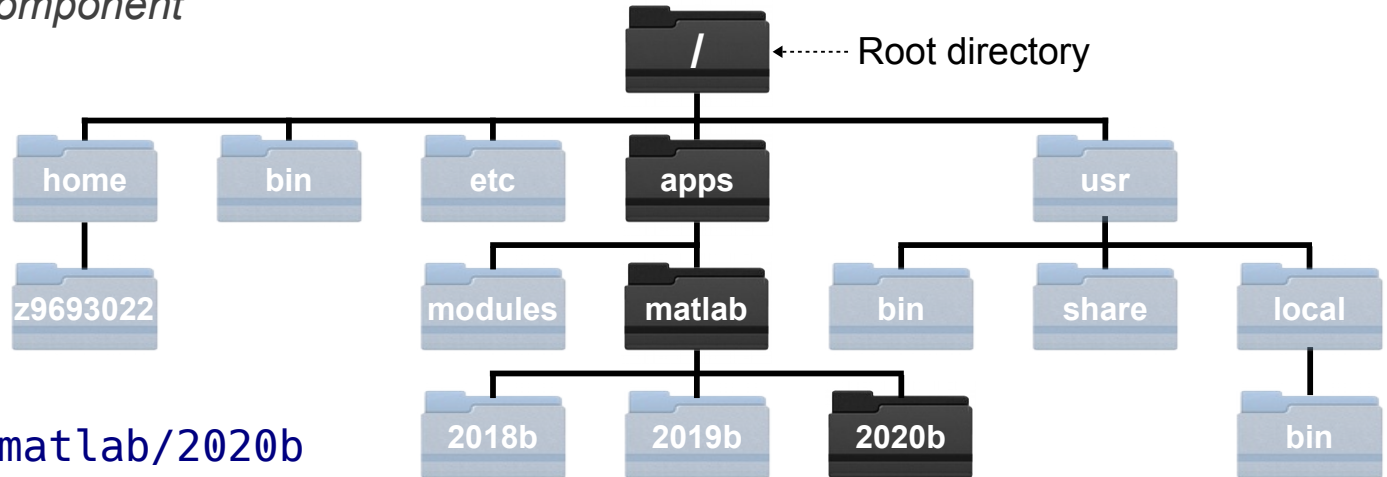 omponent
/
Root directory
home bin etc apps usr
z9693022 modules matlab bin share local
matlab/2020b
2018b 2019b 2020b bin